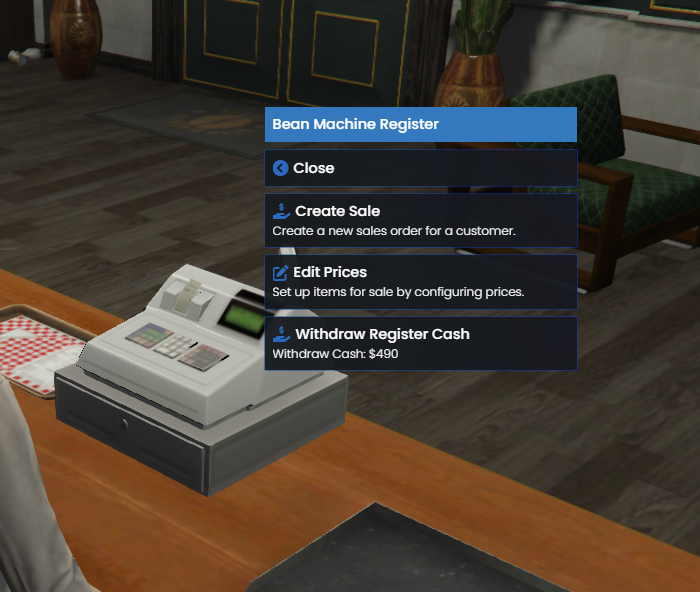 Bean Machine Register
Close
Create Sale
Create a new sales order for a customer.
Edit Prices
Set up items for sale by configuring prices.
Withdraw Register Cash
Withdraw Cash: $490